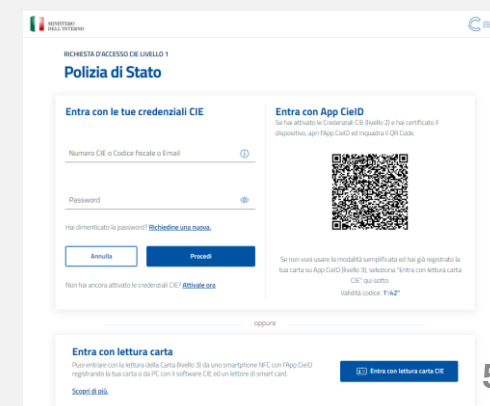 MINISTERO
DELL'INTERNO
RICHIESTA D'ACCESSO CIE LIVELLO 1
Polizia di Stato
Entra con le tue credenziali CIE
Numero CIE o Codice fiscale o Email
Password
Hai dimenticato la password? Richiedine una nuova.
Annulla
Procedi
Non hai ancora attivato le credenziali CIE? Attivale ora
Entra con App CieID
Se hai attivato le Credenziali CIE (livello 2) e hai certificato il
dispositivo, apri l'App CieID ed inquadra il QR Code.
Se non vuoi usare la modalità semplificata ed hai già registrato la
tua carta su App CieID (livello 3), seleziona "Entra con lettura carta
CIE" qui sotto.
Validità codice: 1'42"
oppure
Entra con lettura carta
Puoi entrare con la lettura della Carta (livello 3) da uno smartphone NFC con l'App CieID
registrando la tua carta o da PC con il software CIE ed un lettore di smart card.
Scopri di più.
Entra con lettura carta CIE
5